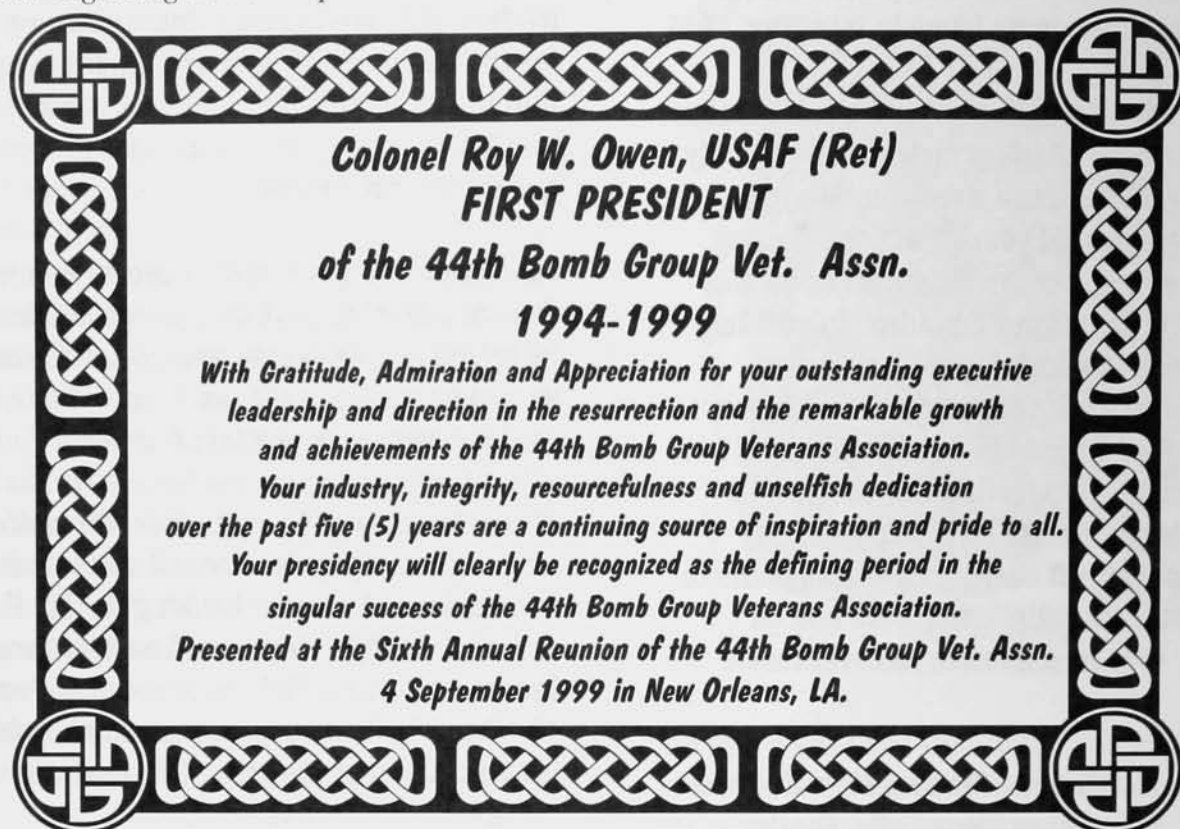 Colonel Roy W. Owen, USAF (Ret)
FIRST PRESIDENT
of the 44th Bomb Group Vet. Assn.
1994-1999
With Gratitude, Admiration and Appreciation for your outstanding executive
leadership and direction in the resurrection and the remarkable growth
and achievements of the 44th Bomb Group Veterans Association.
Your industry, integrity, resourcefulness and unselfish dedication
over the past five (5) years are a continuing source of inspiration and pride to all.
Your presidency will clearly be recognized as the defining period in the
singular success of the 44th Bomb Group Veterans Association.
Presented at the Sixth Annual Reunion of the 44th Bomb Group Vet. Assn.
4 September 1999 in New Orleans, LA.